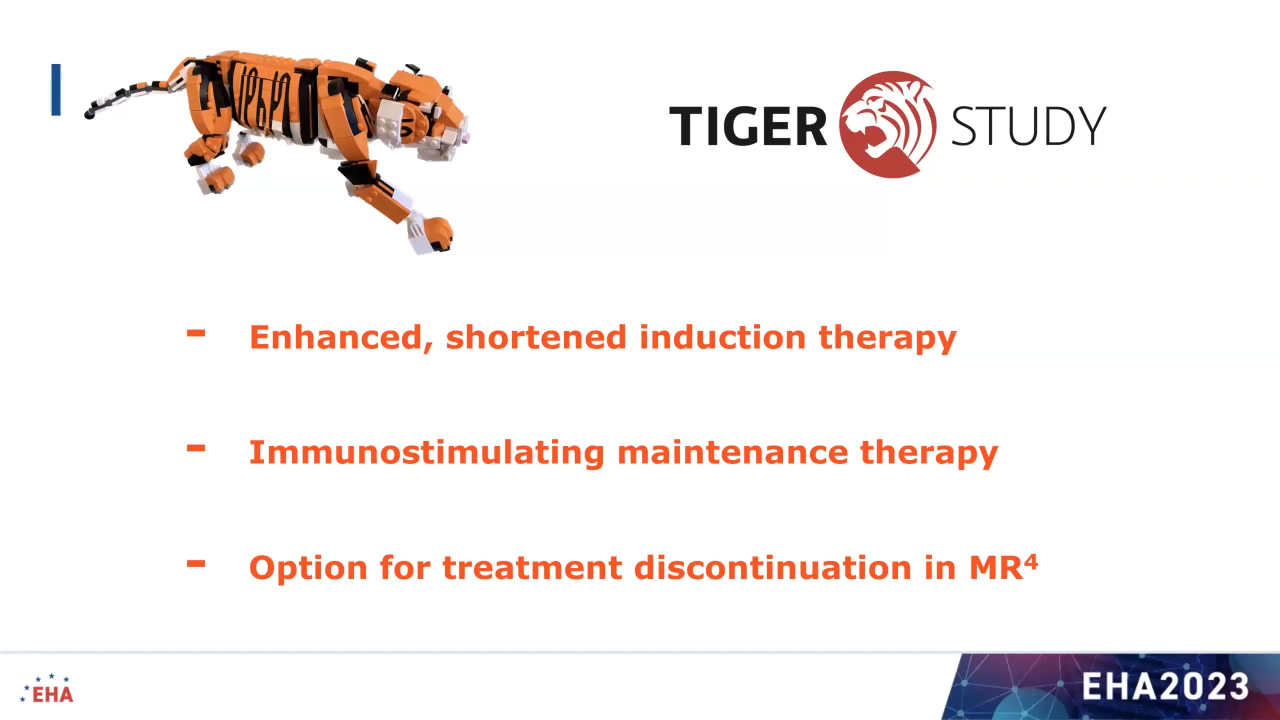 TIGER STUDY
- Enhanced, shortened induction therapy
- Immunostimulating maintenance therapy
- Option for treatment discontinuation in MR⁴
EHA
EHA2023